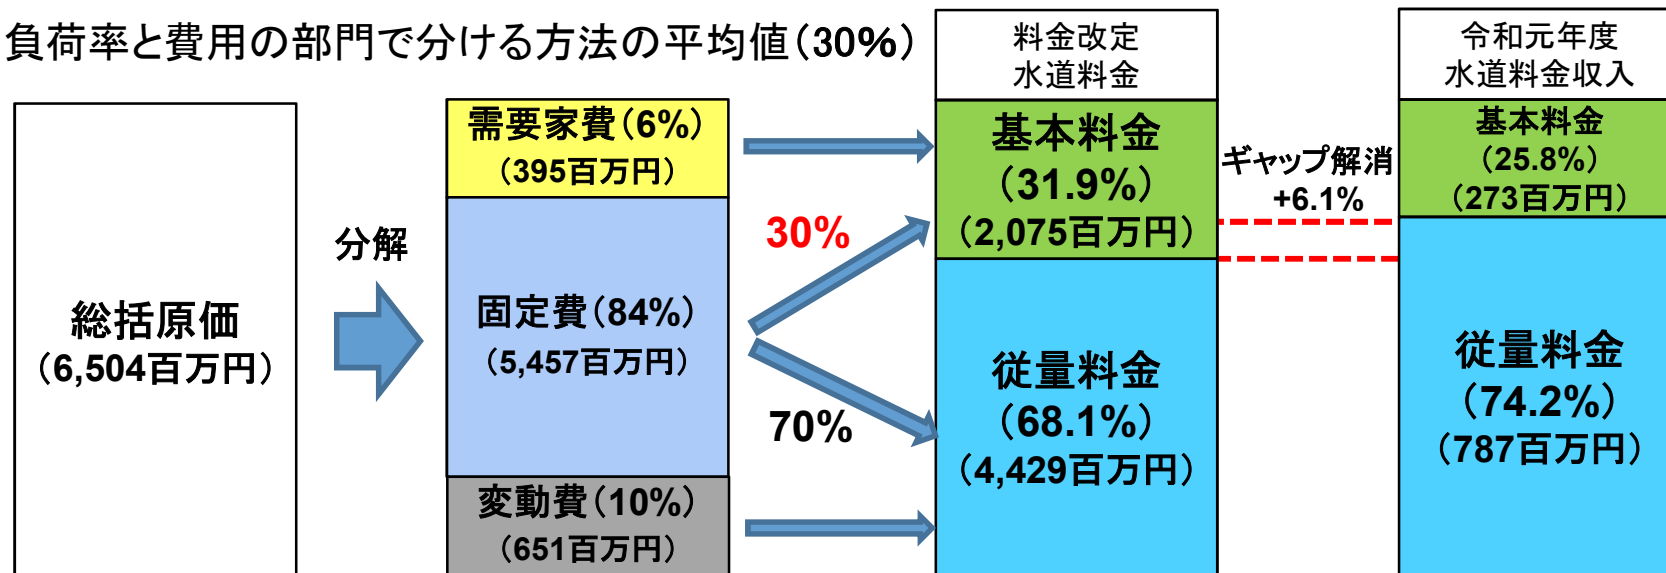 負荷率と費用の部門で分ける方法の平均値(30%)
総括原価
(6,504百万円)
分解
需要家費(6%)
(395百万円)
固定費(84%)
(5,457百万円)
変動費(10%)
(651百万円)
30%
70%
料金改定
水道料金
基本料金
(31.9%)
(2,075百万円)
従量料金
(68.1%)
(4,429百万円)
ギャップ解消
+6.1%
令和元年度
水道料金収入
基本料金
(25.8%)
(273百万円)
従量料金
(74.2%)
(787百万円)